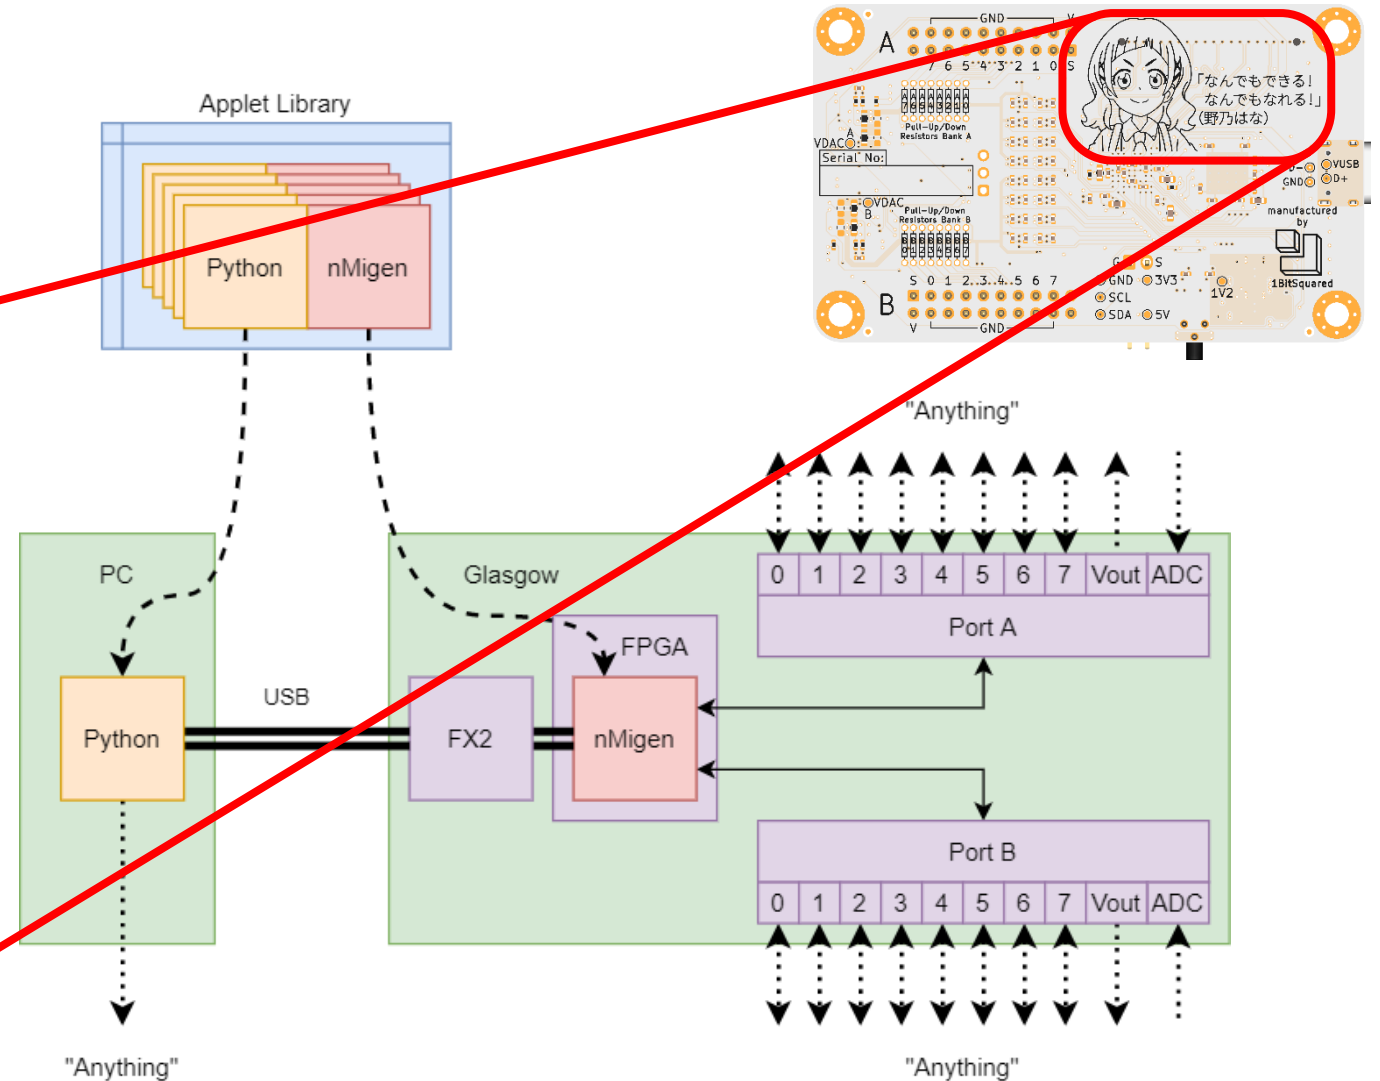 Applet Library
Python
nMigen
GND
V
A
7 6 5 4 3 2 1 0 S
「なんでもできる!
なんでもなれる!」
(野乃はな)
Pull-Up/Down
Resistors Bank A
VDAC
A
Serial No:
VDAC
B
Pull-Up/Down
Resistors Bank B
VUSB
D-
D+
GND
manufactured
by
1BitSquared
S 0 1 2 3 4 5 6 7
B
V
GND
G
S
GND
3V3
SCL
1V2
SDA
5V
"Anything"
PC
Glasgow
0 1 2 3 4 5 6 7 Vout ADC
Port A
FPGA
USB
Python
FX2
nMigen
Port B
0 1 2 3 4 5 6 7 Vout ADC
"Anything"
"Anything"